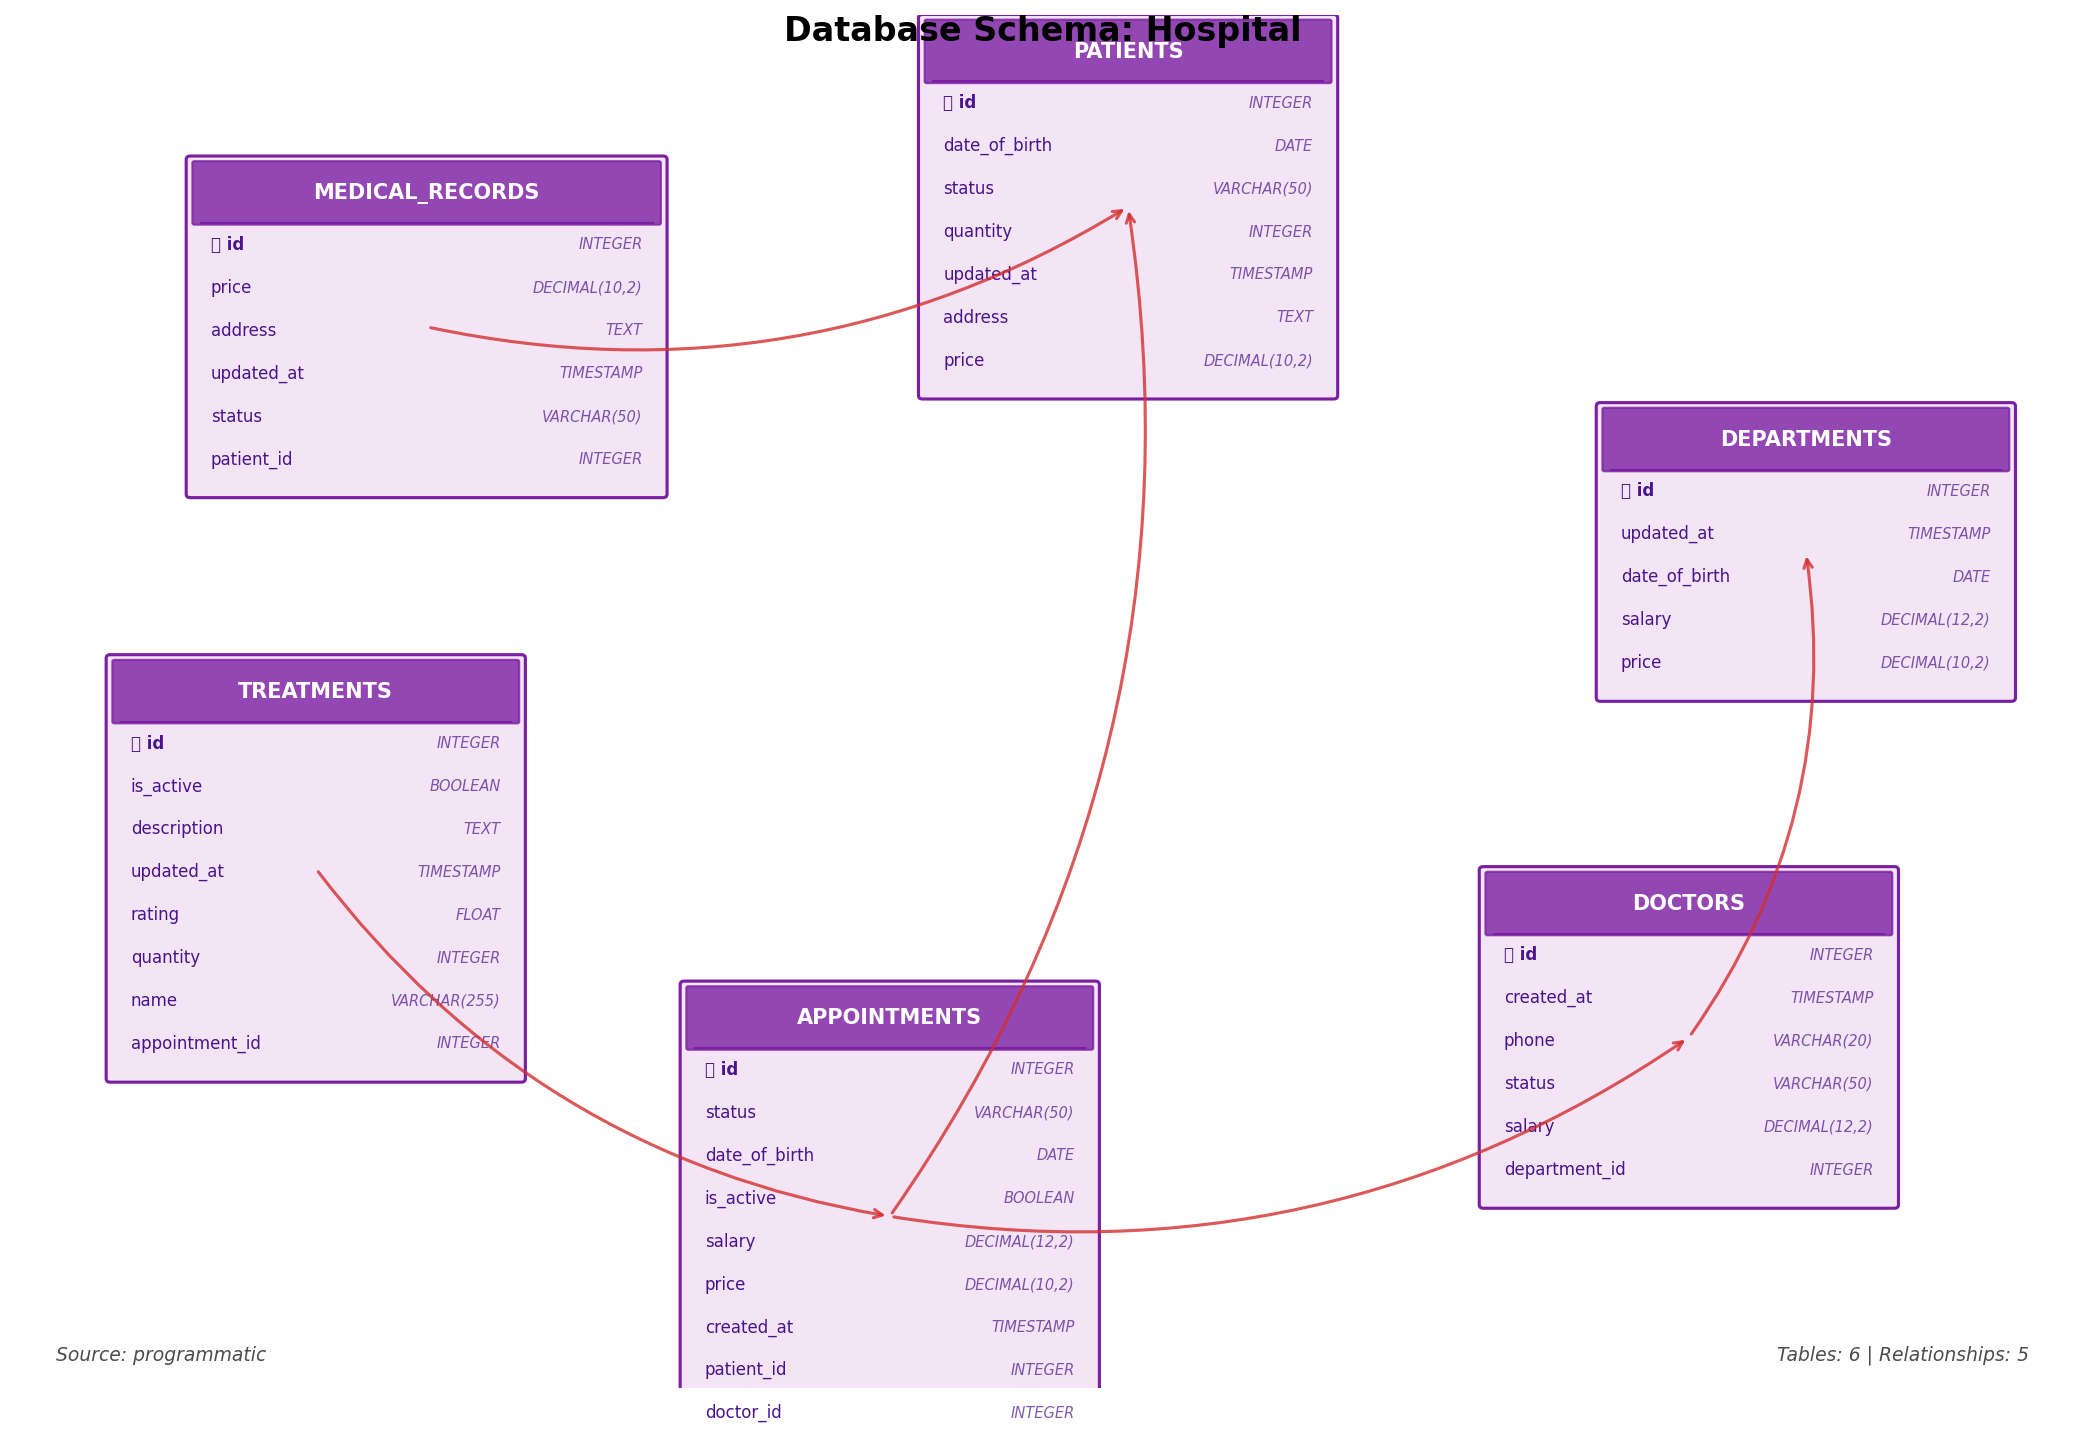 Database Schema: Hospital
PATIENTS
id INTEGER
date_of_birth DATE
status VARCHAR(50)
quantity INTEGER
updated_at TIMESTAMP
address TEXT
price DECIMAL(10,2)
MEDICAL_RECORDS
id INTEGER
price DECIMAL(10,2)
address TEXT
updated_at TIMESTAMP
status VARCHAR(50)
patient_id INTEGER
DEPARTMENTS
id INTEGER
updated_at TIMESTAMP
date_of_birth DATE
salary DECIMAL(12,2)
price DECIMAL(10,2)
TREATMENTS
id INTEGER
is_active BOOLEAN
description TEXT
updated_at TIMESTAMP
rating FLOAT
quantity INTEGER
name VARCHAR(255)
appointment_id INTEGER
DOCTORS
id INTEGER
created_at TIMESTAMP
phone VARCHAR(20)
status VARCHAR(50)
salary DECIMAL(12,2)
department_id INTEGER
APPOINTMENTS
id INTEGER
status VARCHAR(50)
date_of_birth DATE
is_active BOOLEAN
salary DECIMAL(12,2)
price DECIMAL(10,2)
created_at TIMESTAMP
patient_id INTEGER
doctor_id INTEGER
Source: programmatic
Tables: 6 | Relationships: 5